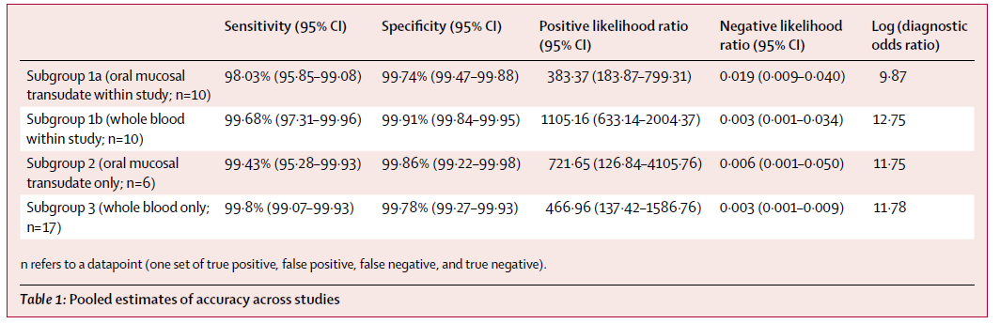 Sensitivity (95% CI) Specificity (95% CI) Positive likelihood ratio Negative likelihood Log (diagnostic
(95% CI) ratio (95% CI) odds ratio)
Subgroup 1a (oral mucosal 98·03% (95·85–99·08) 99·74% (99·47–99·88) 383·37 (183·87–799·31) 0·019 (0·009–0·040) 9·87
transudate within study; n=10)
Subgroup 1b (whole blood 99·68% (97·31–99·96) 99·91% (99·84–99·95) 1105·16 (633·14–2004·37) 0·003 (0·001–0·034) 12·75
within study; n=10)
Subgroup 2 (oral mucosal 99·43% (95·28–99·93) 99·86% (99·22–99·98) 721·65 (126·84–4105·76) 0·006 (0·001–0·050) 11·75
transudate only; n=6)
Subgroup 3 (whole blood only; 99·8% (99·07–99·93) 99·78% (99·27–99·93) 466·96 (137·42–1586·76) 0·003 (0·001–0·009) 11·78
n=17)
n refers to a datapoint (one set of true positive, false positive, false negative, and true negative).
Table 1: Pooled estimates of accuracy across studies